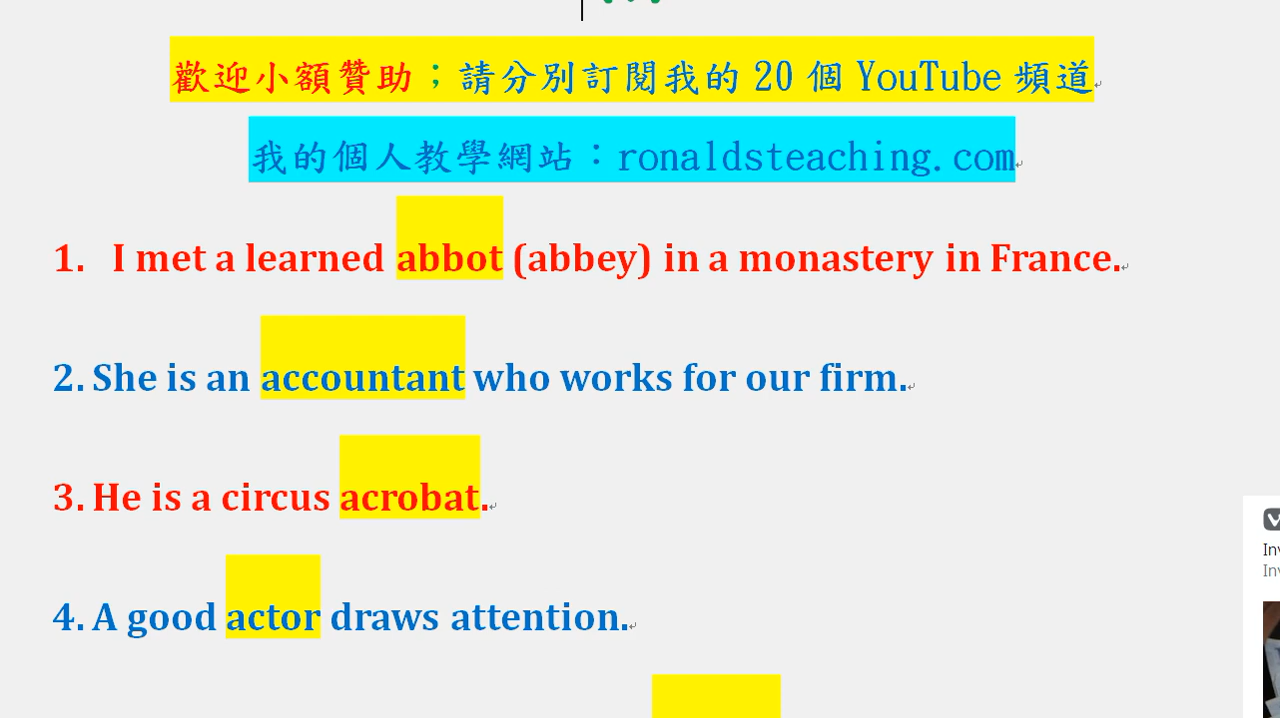 歡迎小額贊助；請分別訂閱我的 20 個 YouTube 頻道
我的個人教學網站：ronaldsteaching.com
1. I met a learned abbot (abbey) in a monastery in France.
2. She is an accountant who works for our firm.
3. He is a circus acrobat.
4. A good actor draws attention.